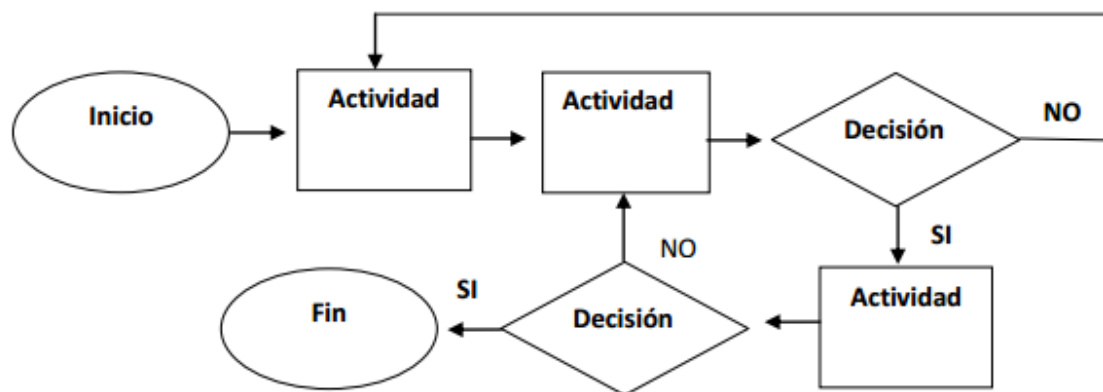 Inicio
Actividad
Actividad
Decisión
NO
SI
NO
Actividad
Decisión
SI
Fin